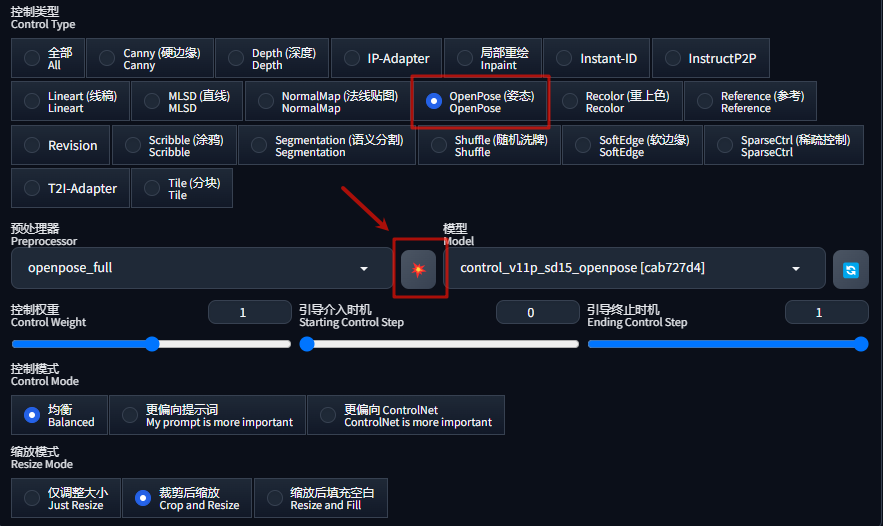 控制类型
Control Type
全部
All
Canny (硬边缘)
Canny
Depth (深度)
Depth
IP-Adapter
局部重绘
Inpaint
Instant-ID
InstructP2P
Lineart (线稿)
Lineart
MLSD (直线)
MLSD
NormalMap (法线贴图)
NormalMap
OpenPose (姿态)
OpenPose
Recolor (重上色)
Recolor
Reference (参考)
Reference
Revision
Scribble (涂鸦)
Scribble
Segmentation (语义分割)
Segmentation
Shuffle (随机洗牌)
Shuffle
SoftEdge (软边缘)
SoftEdge
SparseCtrl (稀疏控制)
SparseCtrl
T2I-Adapter
Tile (分块)
Tile
预处理器
Preprocessor
模型
Model
openpose_full
control_v11p_sd15_openpose [cab727d4]
控制权重
Control Weight
1
引导介入时机
Starting Control Step
0
引导终止时机
Ending Control Step
1
控制模式
Control Mode
均衡
Balanced
更偏向提示词
My prompt is more important
更偏向 ControlNet
ControlNet is more important
缩放模式
Resize Mode
仅调整大小
Just Resize
裁剪后缩放
Crop and Resize
缩放后填充空白
Resize and Fill